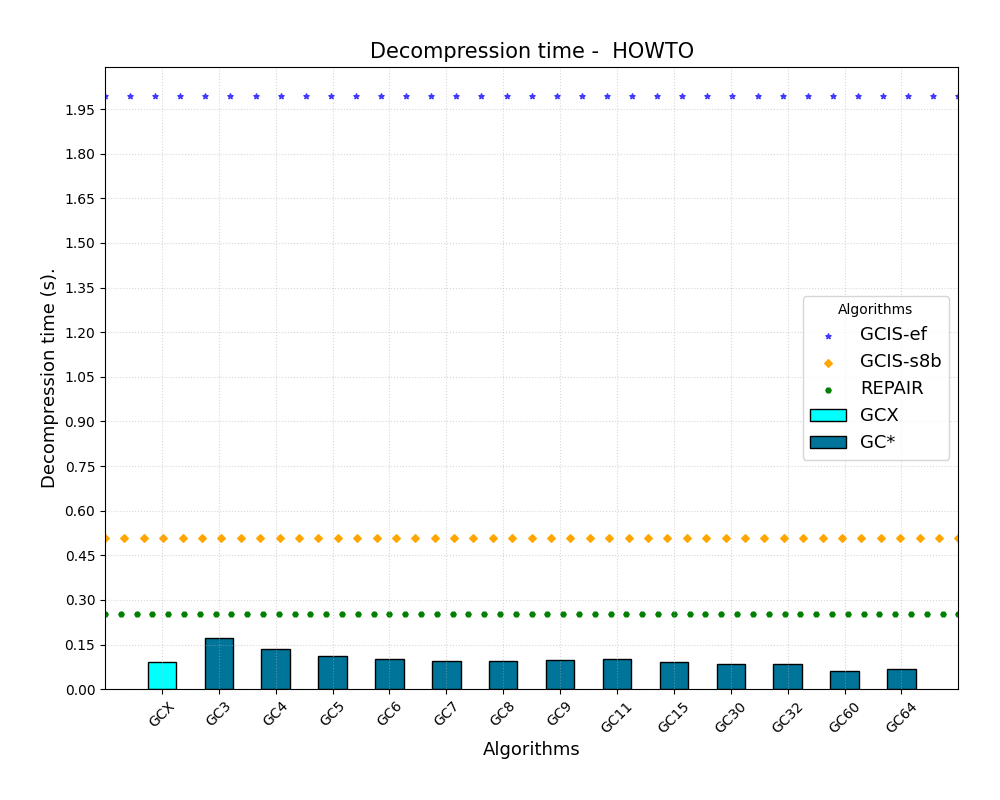 Decompression time -  HOWTO
Decompression time (s).
1.95
1.80
1.65
1.50
1.35
1.20
1.05
0.90
0.75
0.60
0.45
0.30
0.15
0.00
Algorithms
GCIS-ef
GCIS-s8b
REPAIR
GCX
GC*
GCX
GC3
GC4
GC5
GC6
GC7
GC8
GC9
GC11
GC15
GC30
GC32
GC60
GC64
Algorithms